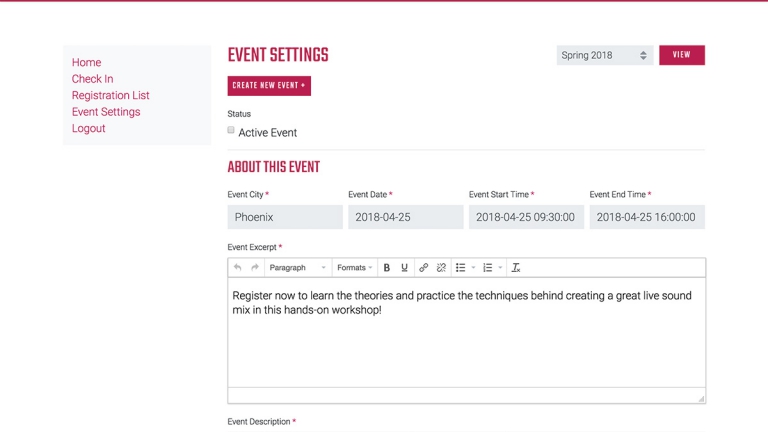 Home
Check In
Registration List
Event Settings
Logout
EVENT SETTINGS
Spring 2018
VIEW
CREATE NEW EVENT +
Status
Active Event
ABOUT THIS EVENT
Event City *
Event Date *
Event Start Time *
Event End Time *
Phoenix
2018-04-25
2018-04-25 09:30:00
2018-04-25 16:00:00
Event Excerpt *
Paragraph
Formats
B
U
Register now to learn the theories and practice the techniques behind creating a great live sound
mix in this hands-on workshop!
Event Description *